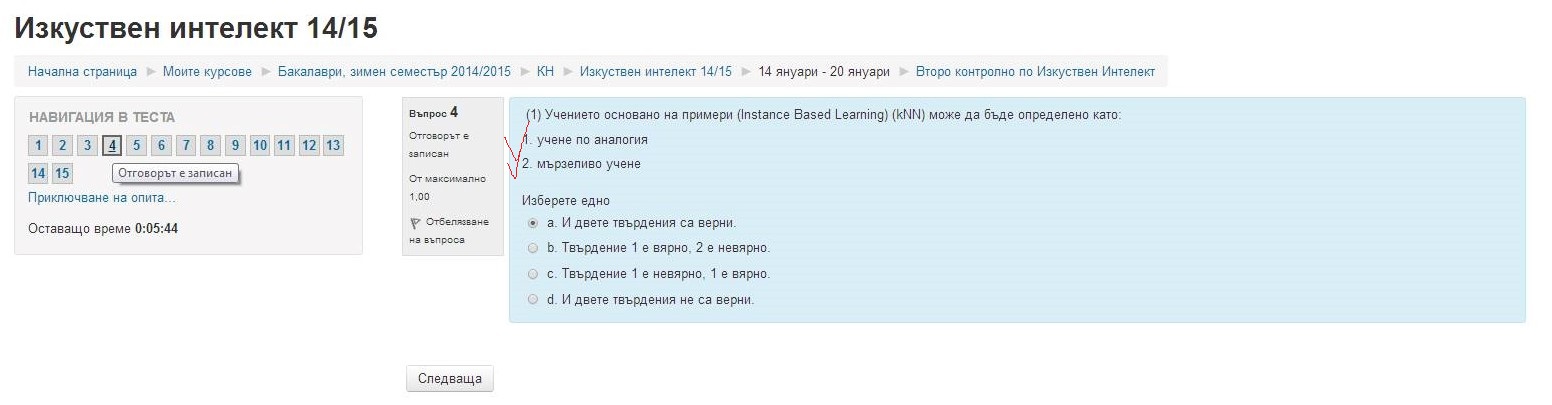 Изкуствен интелект 14/15
Начална страница ► Моите курсове ► Бакалаври, зимен семестър 2014/2015 ► КН ► Изкуствен интелект 14/15 ► 14 януари - 20 януари ► Второ контролно по Изкуствен Интелект
НАВИГАЦИЯ В ТЕСТА
1 2 3 4 5 6 7 8 9 10 11 12 13
14 15
Отговорът е записан
Приключване на опита...
Оставащо време 0:05:44
Въпрос 4
Отговорът е
записан
От максимално
1,00
Отбелязване
на въпроса
(1) Учението основано на примери (Instance Based Learning) (kNN) може да бъде определено като:
1. учене по аналогия
2. мързеливо учене
Изберете едно
a. И двете твърдения са верни.
b. Твърдение 1 е вярно, 2 е невярно.
c. Твърдение 1 е невярно, 1 е вярно.
d. И двете твърдения не са верни.
Следваща